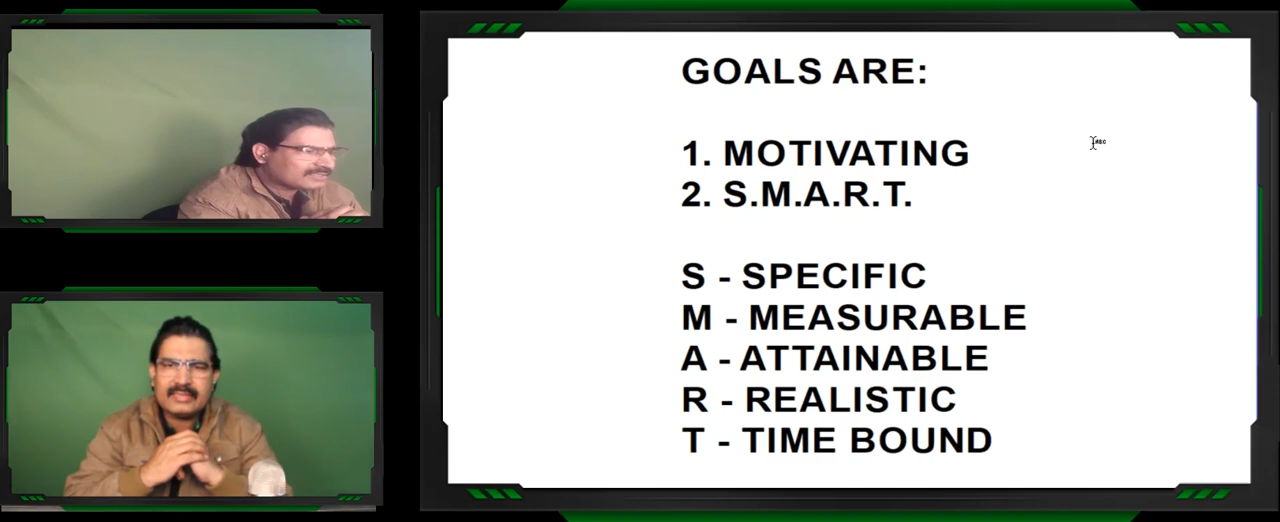 GOALS ARE:
1. MOTIVATING
2. S.M.A.R.T.
S - SPECIFIC
M - MEASURABLE
A - ATTAINABLE
R - REALISTIC
T - TIME BOUND